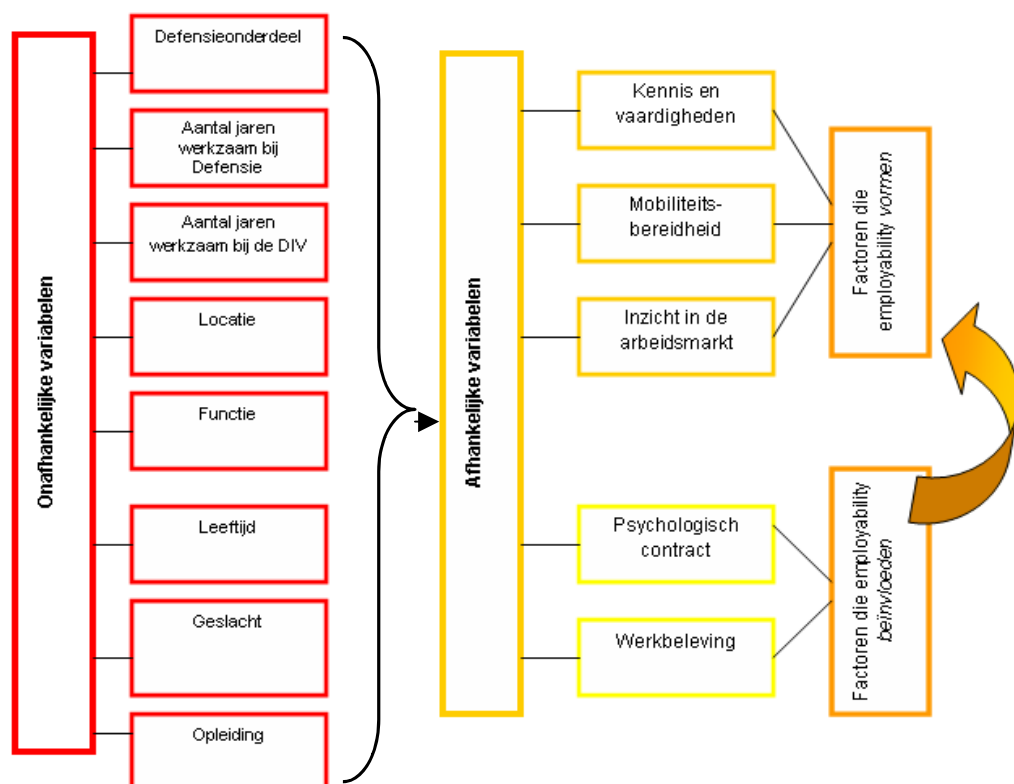 Onafhankelijke variabelen
Defensieonderdeel
Aantal jaren
werkzaam bij
Defensie
Aantal jaren
werkzaam bij de DIV
Locatie
Functie
Leeftijd
Geslacht
Opleiding
Afhankelijke variabelen
Kennis en
vaardigheden
Mobiliteits-
bereidheid
Inzicht in de
arbeidsmarkt
Psychologisch
contract
Werkbeleving
Factoren die
employability vormen
Factoren die employability
beïnvloeden